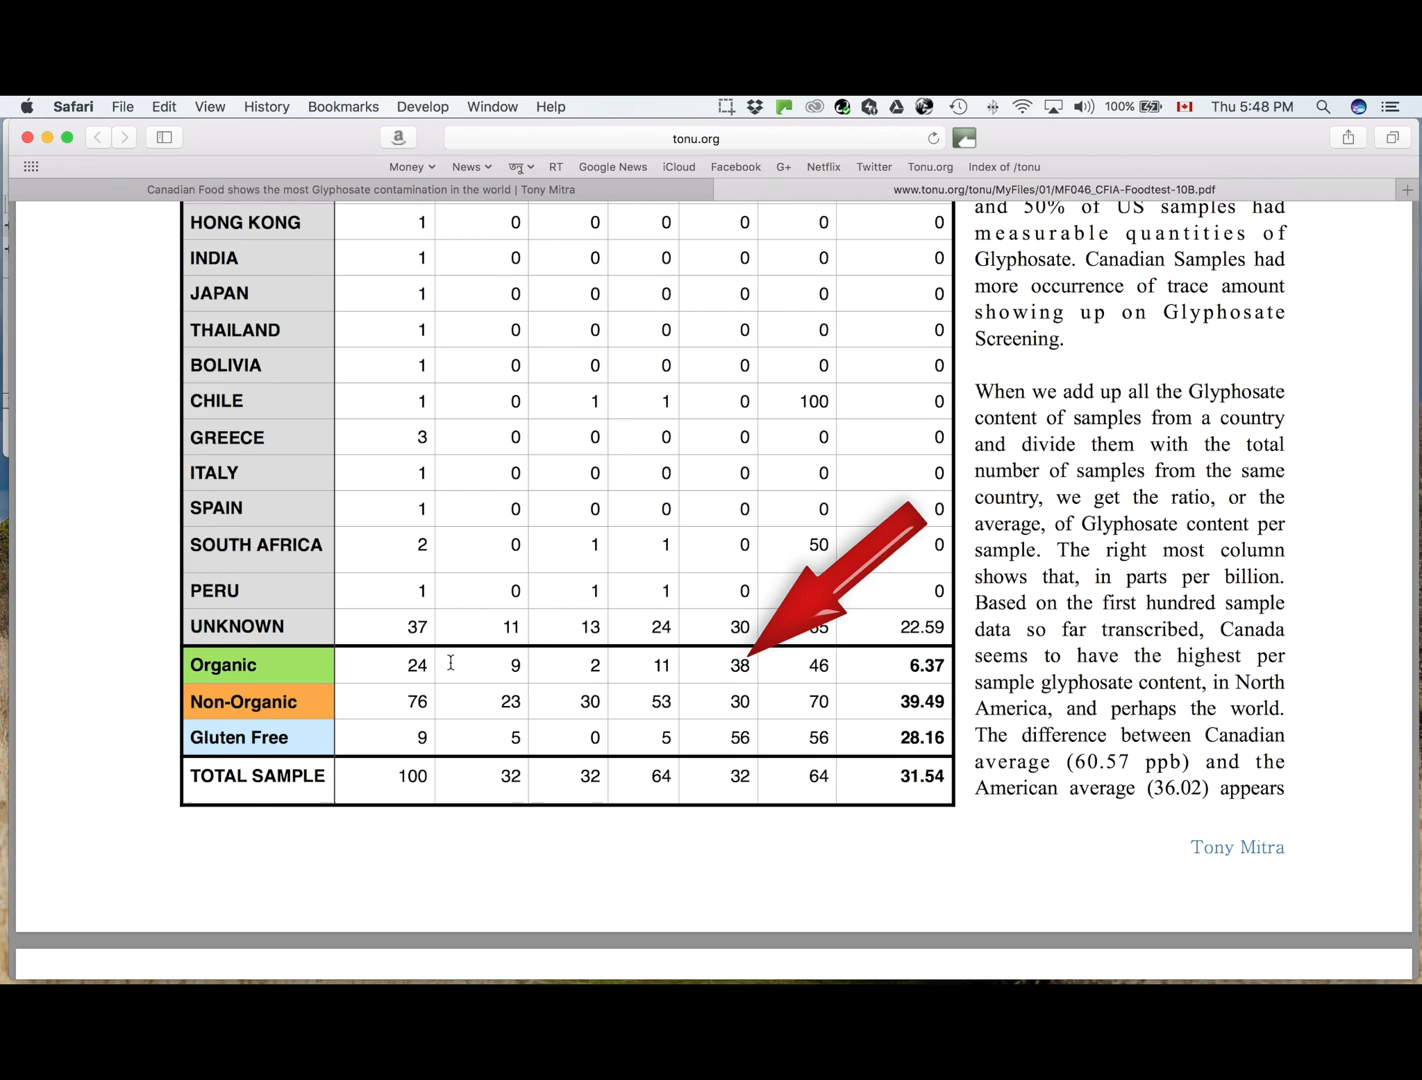 Safari File Edit View History Bookmarks Develop Window Help 100% Thu 5:48 PM
a tonu.org
Money News তনু RT Google News iCloud Facebook G+ Netflix Twitter Tonu.org Index of /tonu
Canadian Food shows the most Glyphosate contamination in the world | Tony Mitra www.tonu.org/tonu/MyFiles/01/MF046_CFIA-Foodtest-10B.pdf +
HONG KONG 1 0 0 0 0 0 0
INDIA 1 0 0 0 0 0 0
JAPAN 1 0 0 0 0 0 0
THAILAND 1 0 0 0 0 0 0
BOLIVIA 1 0 0 0 0 0 0
CHILE 1 0 1 1 0 100 0
GREECE 3 0 0 0 0 0 0
ITALY 1 0 0 0 0 0 0
SPAIN 1 0 0 0 0 0 0
SOUTH AFRICA 2 0 1 1 0 50 0
PERU 1 0 1 1 0 0
UNKNOWN 37 11 13 24 30 22.59
Organic 24 9 2 11 38 46 6.37
Non-Organic 76 23 30 53 30 70 39.49
Gluten Free 9 5 0 5 56 56 28.16
TOTAL SAMPLE 100 32 32 64 32 64 31.54
and 50% of US samples had
measurable quantities of
Glyphosate. Canadian Samples had
more occurrence of trace amount
showing up on Glyphosate
Screening.
When we add up all the Glyphosate
content of samples from a country
and divide them with the total
number of samples from the same
country, we get the ratio, or the
average, of Glyphosate content per
sample. The right most column
shows that, in parts per billion.
Based on the first hundred sample
data so far transcribed, Canada
seems to have the highest per
sample glyphosate content, in North
America, and perhaps the world.
The difference between Canadian
average (60.57 ppb) and the
American average (36.02) appears
Tony Mitra